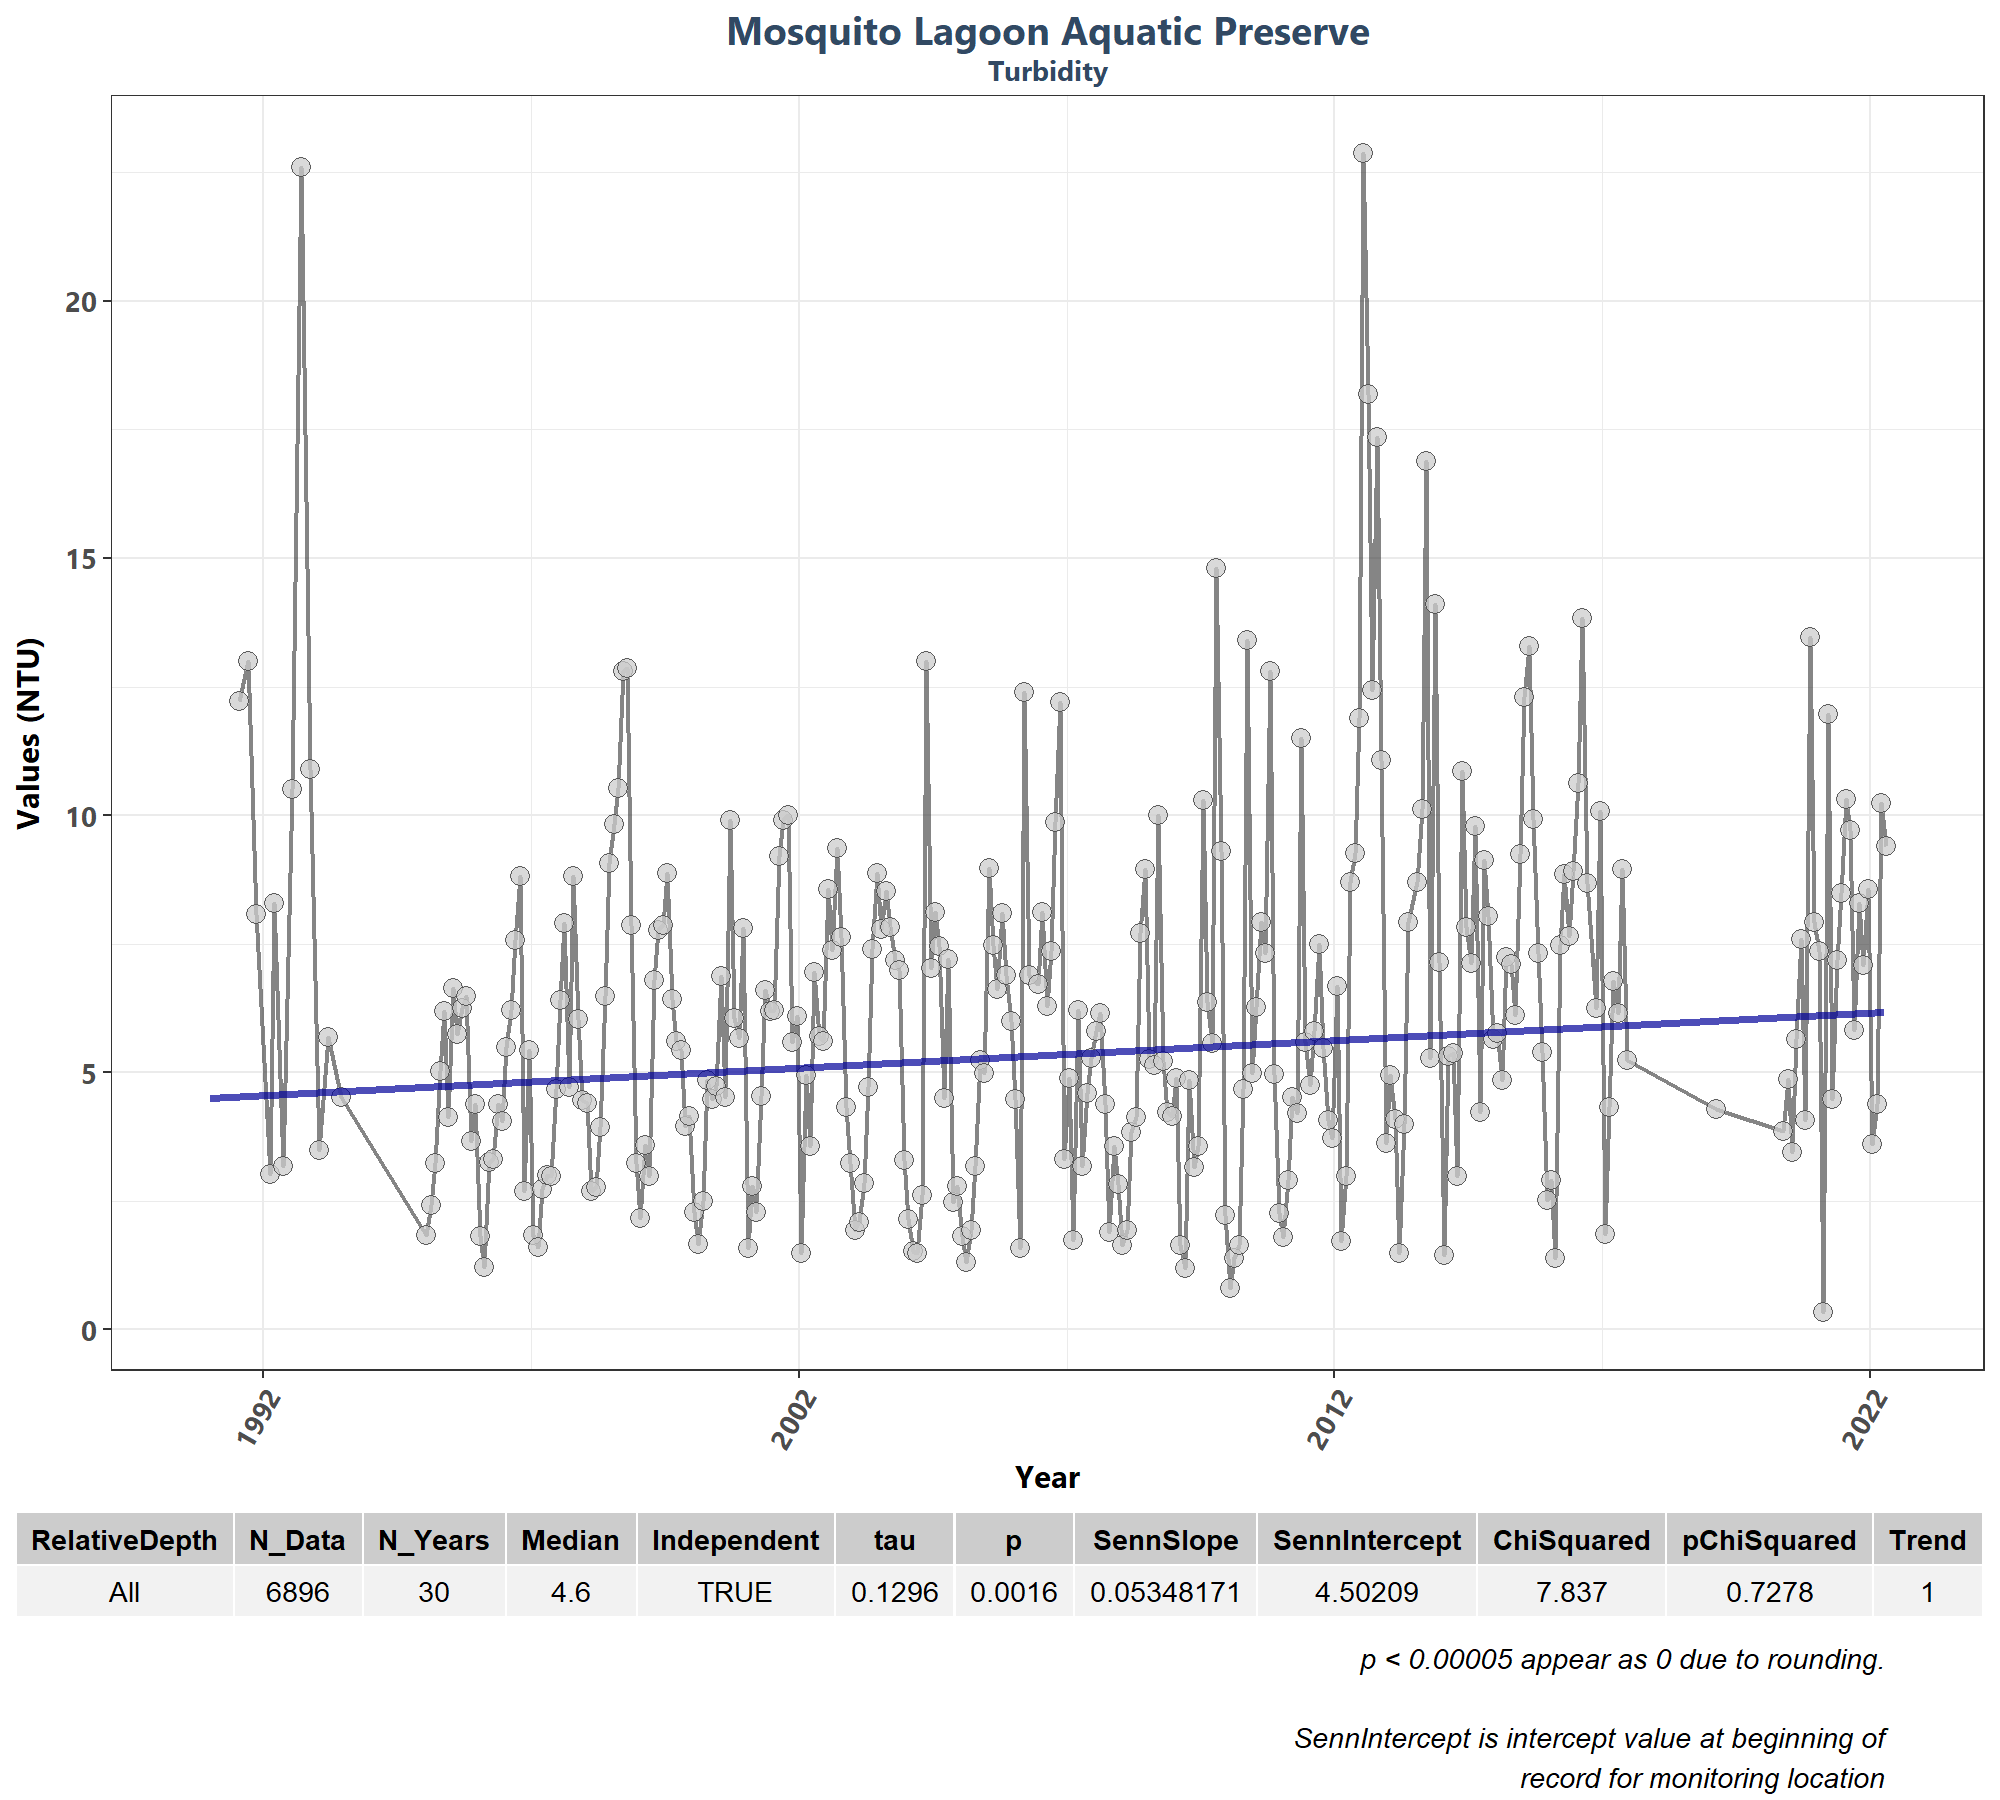 Mosquito Lagoon Aquatic Preserve
Turbidity
Values (NTU)
20
15
10
5
0
1992 2002 2012 2022
Year
RelativeDepth N_Data N_Years Median Independent tau p SennSlope SennIntercept ChiSquared pChiSquared Trend
All 6896 30 4.6 TRUE 0.1296 0.0016 0.05348171 4.50209 7.837 0.7278 1
p < 0.00005 appear as 0 due to rounding.
SennIntercept is intercept value at beginning of
record for monitoring location